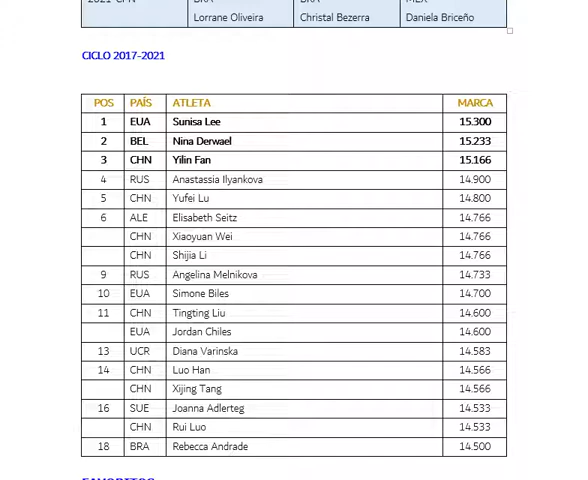 2021-CHN BRA BRA MEX
Lorrane Oliveira Christal Bezerra Daniela Briceño
CICLO 2017-2021
POS PAÍS ATLETA MARCA
1 EUA Sunisa Lee 15.300
2 BEL Nina Derwael 15.233
3 CHN Yilin Fan 15.166
4 RUS Anastassia Ilyankova 14.900
5 CHN Yufei Lu 14.800
6 ALE Elisabeth Seitz 14.766
CHN Xiaoyuan Wei 14.766
CHN Shijia Li 14.766
9 RUS Angelina Melnikova 14.733
10 EUA Simone Biles 14.700
11 CHN Tingting Liu 14.600
EUA Jordan Chiles 14.600
13 UCR Diana Varinska 14.583
14 CHN Luo Han 14.566
CHN Xijing Tang 14.566
16 SUE Joanna Adlerteg 14.533
CHN Rui Luo 14.533
18 BRA Rebecca Andrade 14.500
FAVORITOS